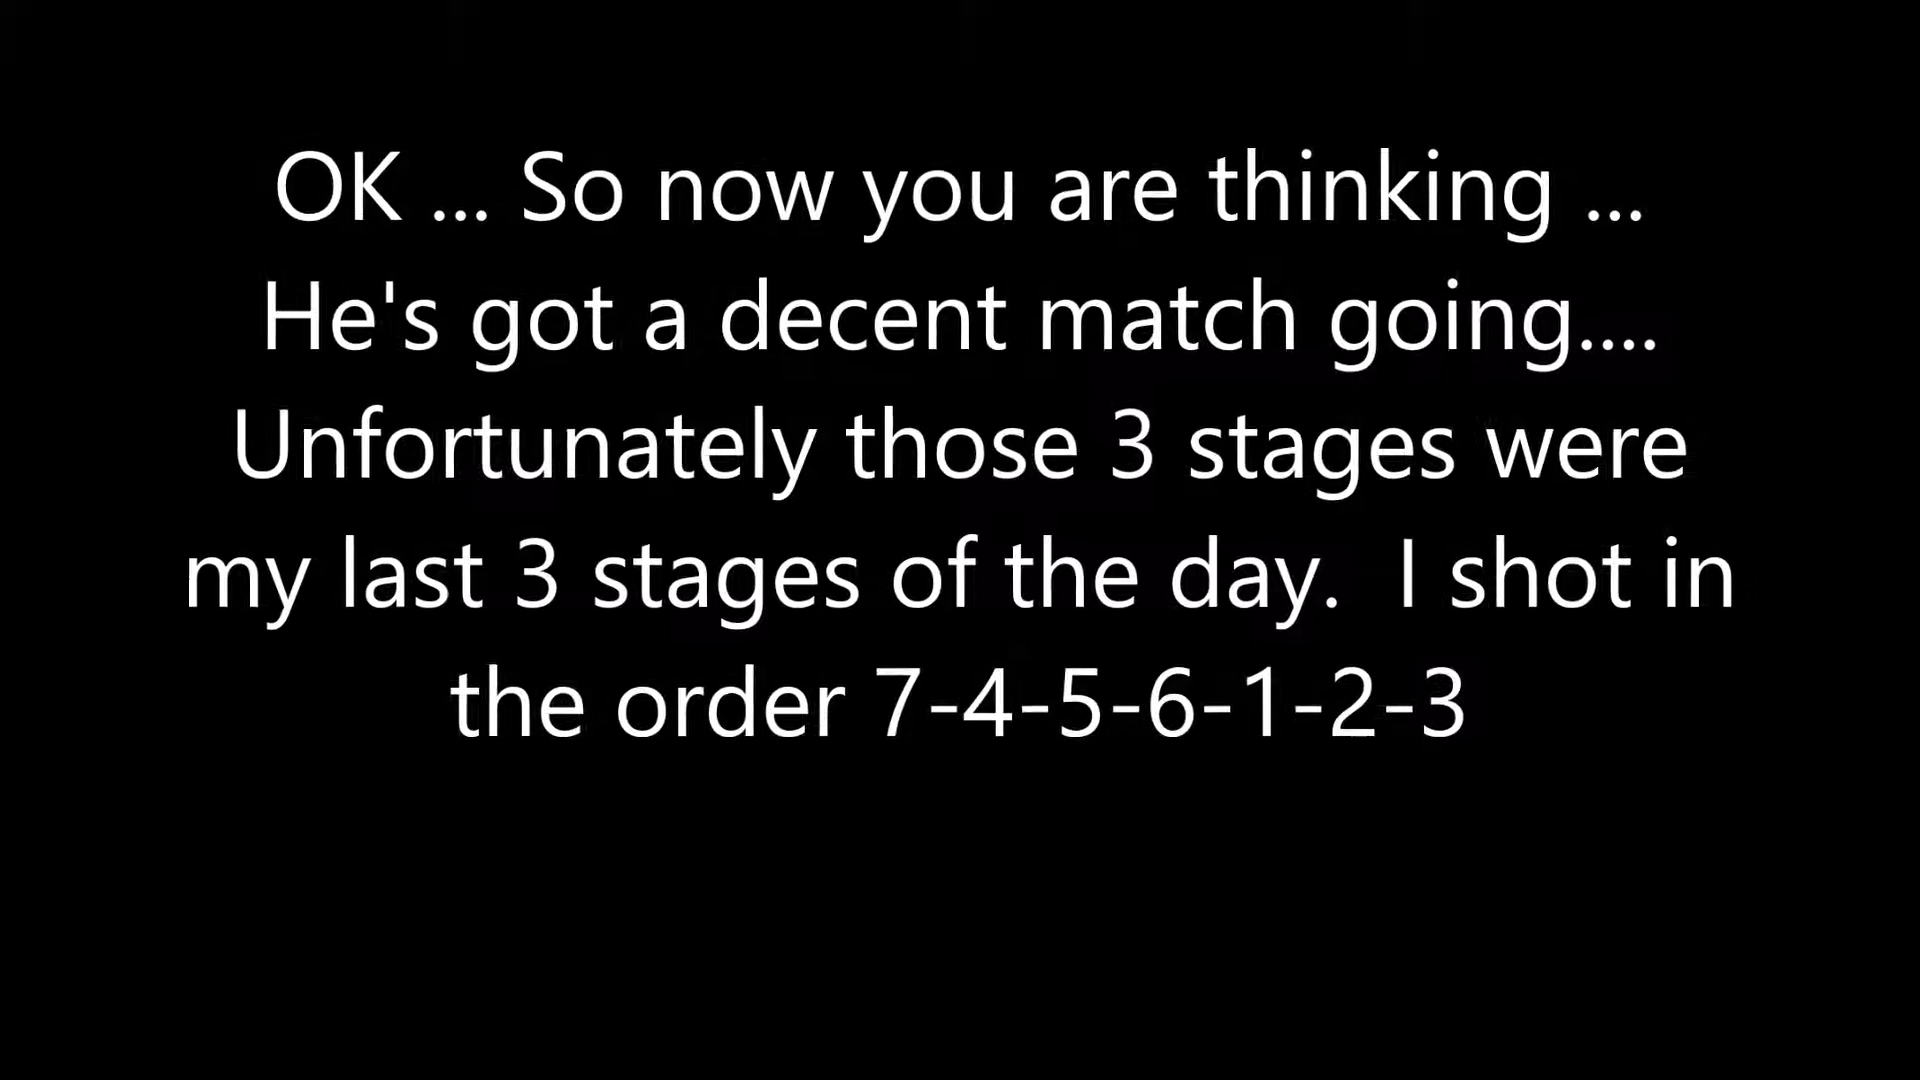 OK ... So now you are thinking ...
He's got a decent match going....
Unfortunately those 3 stages were
my last 3 stages of the day.  I shot in
the order 7-4-5-6-1-2-3